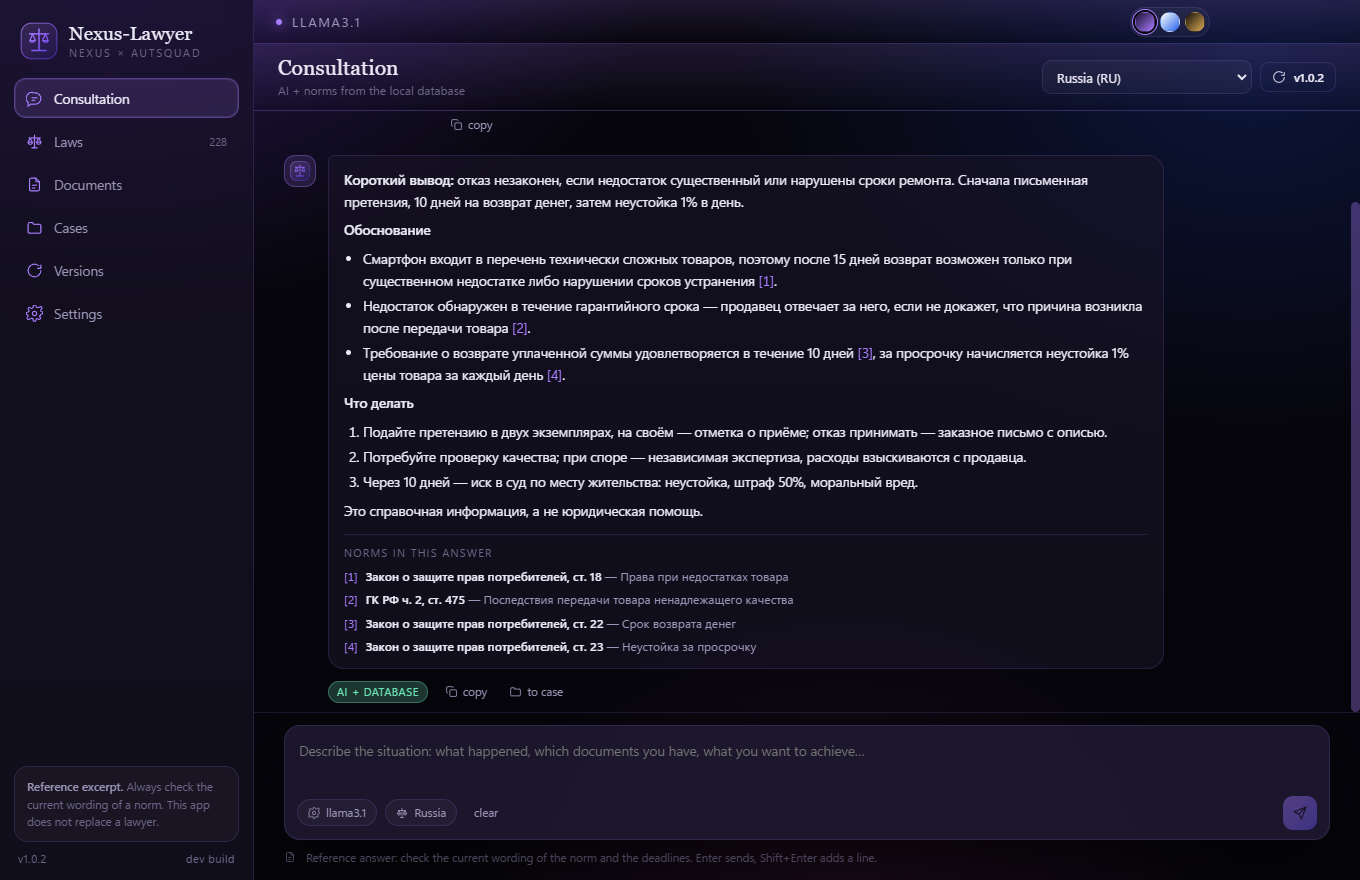 Nexus-Lawyer
NEXUS × AUTSQUAD
Consultation
Laws 228
Documents
Cases
Versions
Settings
Reference excerpt. Always check the
current wording of a norm. This app
does not replace a lawyer.
v1.0.2 dev build
LLAMA3.1
Consultation
AI + norms from the local database
Russia (RU)
v1.0.2
copy
Короткий вывод: отказ незаконен, если недостаток существенный или нарушены сроки ремонта. Сначала письменная
претензия, 10 дней на возврат денег, затем неустойка 1% в день.
Обоснование
• Смартфон входит в перечень технически сложных товаров, поэтому после 15 дней возврат возможен только при
существенном недостатке либо нарушении сроков устранения [1].
• Недостаток обнаружен в течение гарантийного срока — продавец отвечает за него, если не докажет, что причина возникла
после передачи товара [2].
• Требование о возврате уплаченной суммы удовлетворяется в течение 10 дней [3], за просрочку начисляется неустойка 1%
цены товара за каждый день [4].
Что делать
1. Подайте претензию в двух экземплярах, на своём — отметка о приёме; отказ принимать — заказное письмо с описью.
2. Потребуйте проверку качества; при споре — независимая экспертиза, расходы взыскиваются с продавца.
3. Через 10 дней — иск в суд по месту жительства: неустойка, штраф 50%, моральный вред.
Это справочная информация, а не юридическая помощь.
NORMS IN THIS ANSWER
[1] Закон о защите прав потребителей, ст. 18 — Права при недостатках товара
[2] ГК РФ ч. 2, ст. 475 — Последствия передачи товара ненадлежащего качества
[3] Закон о защите прав потребителей, ст. 22 — Срок возврата денег
[4] Закон о защите прав потребителей, ст. 23 — Неустойка за просрочку
AI + DATABASE copy to case
Describe the situation: what happened, which documents you have, what you want to achieve...
llama3.1 Russia clear
Reference answer: check the current wording of the norm and the deadlines. Enter sends, Shift+Enter adds a line.